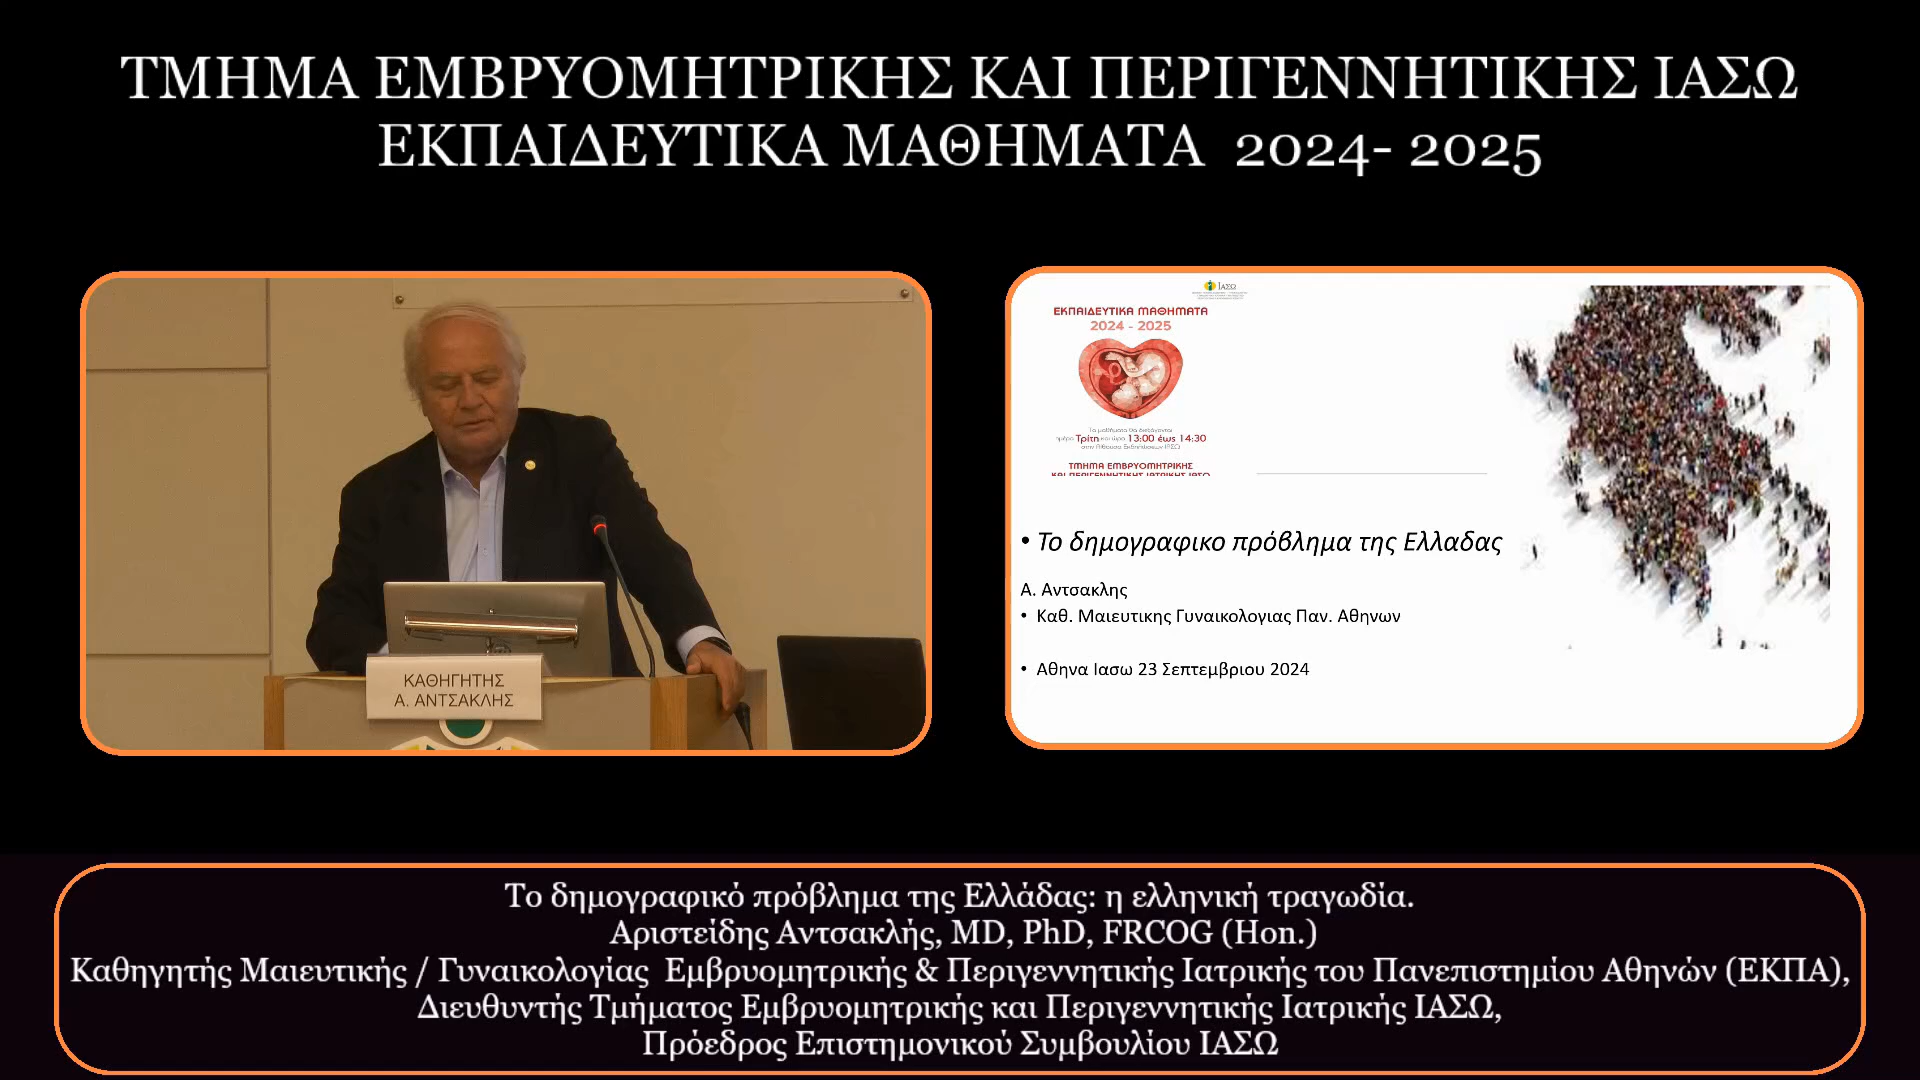 ΤΜΗΜΑ ΕΜΒΡΥΟΜΗΤΡΙΚΗΣ ΚΑΙ ΠΕΡΙΓΕΝΝΗΤΙΚΗΣ ΙΑΣΩ
ΕΚΠΑΙΔΕΥΤΙΚΑ ΜΑΘΗΜΑΤΑ 2024- 2025
ΚΑΘΗΓΗΤΗΣ
Α. ΑΝΤΣΑΚΛΗΣ
ΙΑΣΩ
ΕΚΠΑΙΔΕΥΤΙΚΑ ΜΑΘΗΜΑΤΑ
2024 - 2025
Τα μαθήματα θα διεξάγονται
ημέρα Τρίτη και ώρα 13:00 έως 14:30
στην Αίθουσα Εκδηλώσεων ΙΑΣΩ
ΤΜΗΜΑ ΕΜΒΡΥΟΜΗΤΡΙΚΗΣ
ΚΑΙ ΠΕΡΙΓΕΝΝΗΤΙΚΗΣ ΙΑΤΡΙΚΗΣ ΙΑΣΩ
• Το δημογραφικο πρόβλημα της Ελλαδας
Α. Αντσακλης
• Καθ. Μαιευτικης Γυναικολογιας Παν. Αθηνων
• Αθηνα Ιασω 23 Σεπτεμβριου 2024
Το δημογραφικό πρόβλημα της Ελλάδας: η ελληνική τραγωδία.
Αριστείδης Αντσακλής, MD, PhD, FRCOG (Hon.)
Καθηγητής Μαιευτικής / Γυναικολογίας Εμβρυομητρικής & Περιγεννητικής Ιατρικής του Πανεπιστημίου Αθηνών (ΕΚΠΑ),
Διευθυντής Τμήματος Εμβρυομητρικής και Περιγεννητικής Ιατρικής ΙΑΣΩ,
Πρόεδρος Επιστημονικού Συμβουλίου ΙΑΣΩ